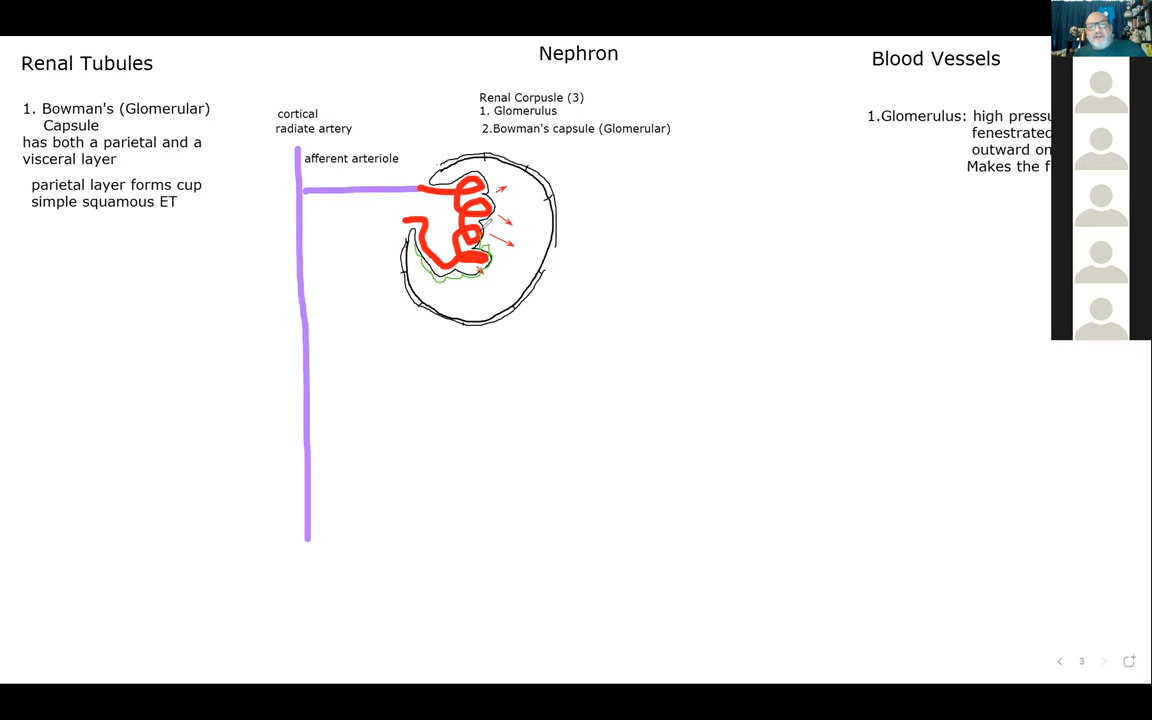 Nephron
Renal Tubules
1. Bowman's (Glomerular)
Capsule
has both a parietal and a
visceral layer
parietal layer forms cup
simple squamous ET
cortical
radiate artery
afferent arteriole
Renal Corpusle (3)
1. Glomerulus
2.Bowman's capsule (Glomerular)
Blood Vessels
1.Glomerulus: high pressu
fenestrated
outward on
Makes the f
3